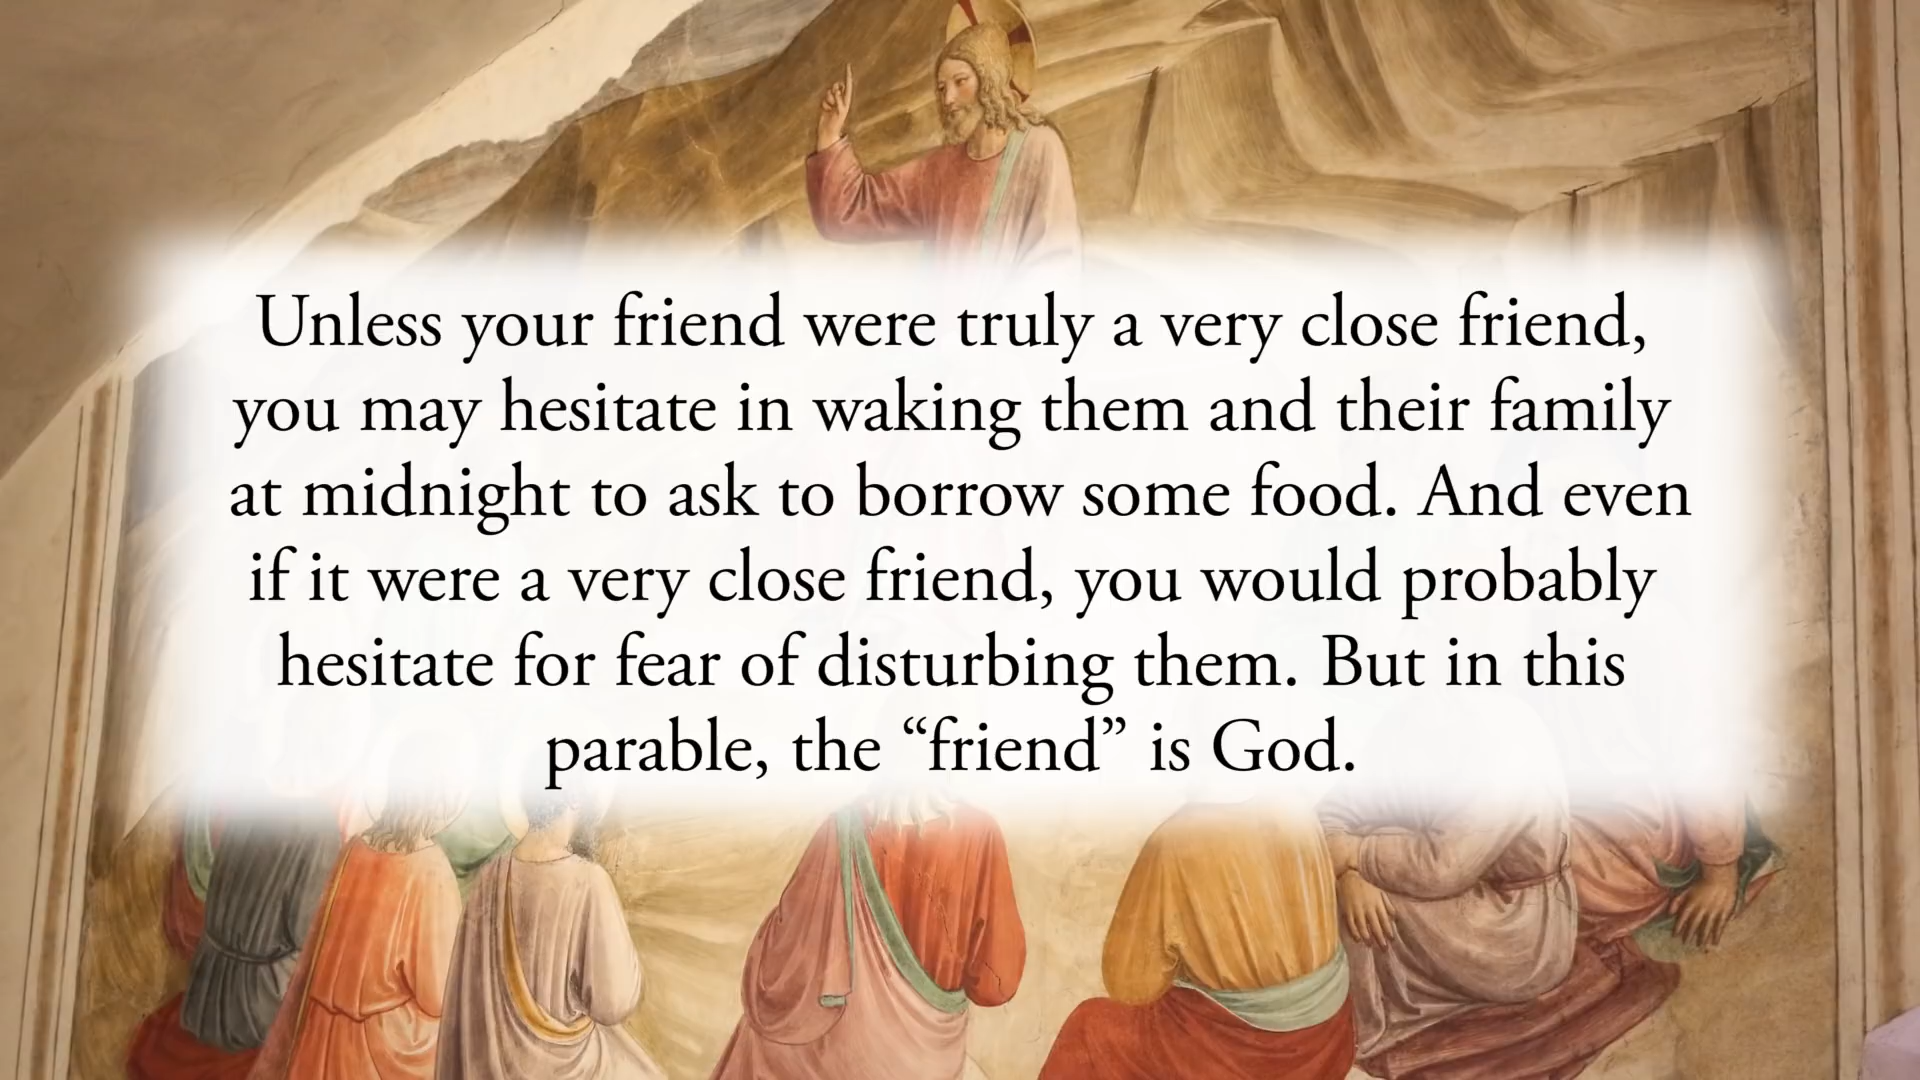 Unless your friend were truly a very close friend,
you may hesitate in waking them and their family
at midnight to ask to borrow some food. And even
if it were a very close friend, you would probably
hesitate for fear of disturbing them. But in this
parable, the “friend” is God.